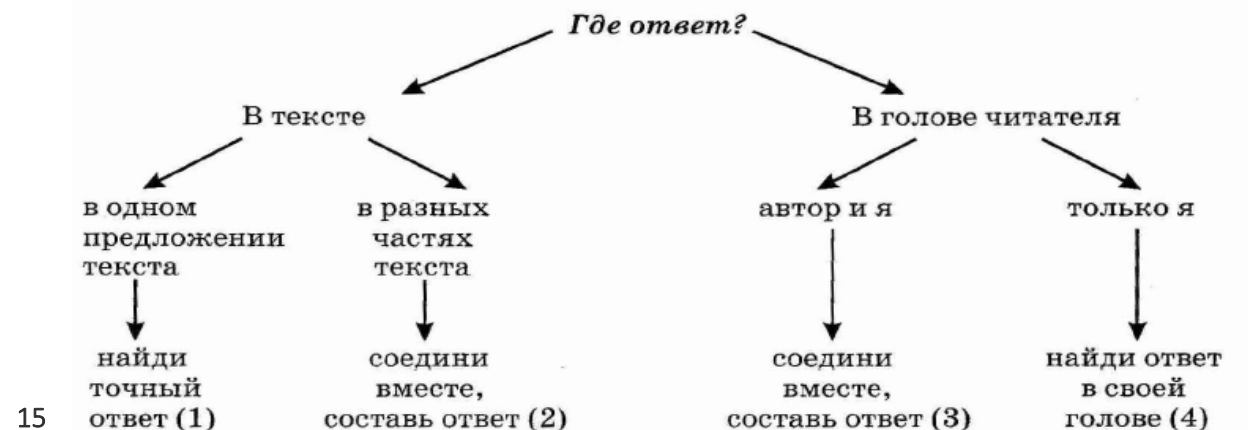 Где ответ?
В тексте
В голове читателя
в одном
предложении
текста
в разных
частях
текста
автор и я
только я
найди
точный
ответ (1)
соедини
вместе,
составь ответ (2)
соедини
вместе,
составь ответ (3)
найди ответ
в своей
голове (4)
15